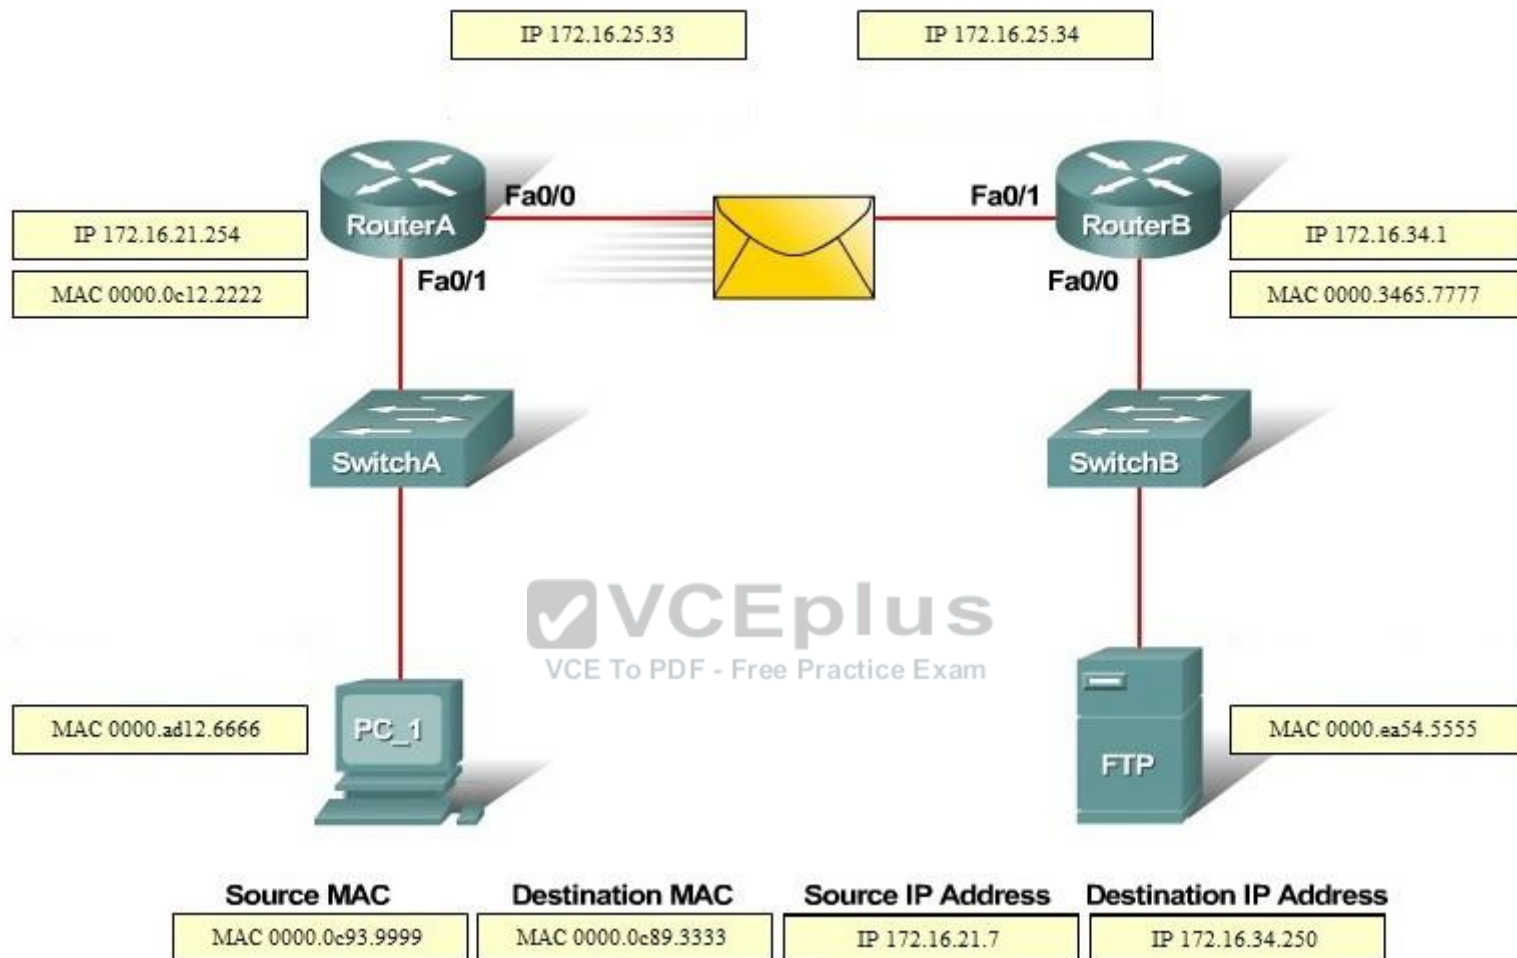 IP 172.16.25.33
IP 172.16.25.34
Fa0/0
Fa0/1
RouterA
RouterB
IP 172.16.21.254
IP 172.16.34.1
Fa0/1
Fa0/0
MAC 0000.0c12.2222
MAC 0000.3465.7777
SwitchA
SwitchB
VCEplus
VCE To PDF - Free Practice Exam
MAC 0000.ad12.6666
PC_1
MAC 0000.ea54.5555
FTP
Source MAC
Destination MAC
Source IP Address
Destination IP Address
MAC 0000.0c93.9999
MAC 0000.0c89.3333
IP 172.16.21.7
IP 172.16.34.250